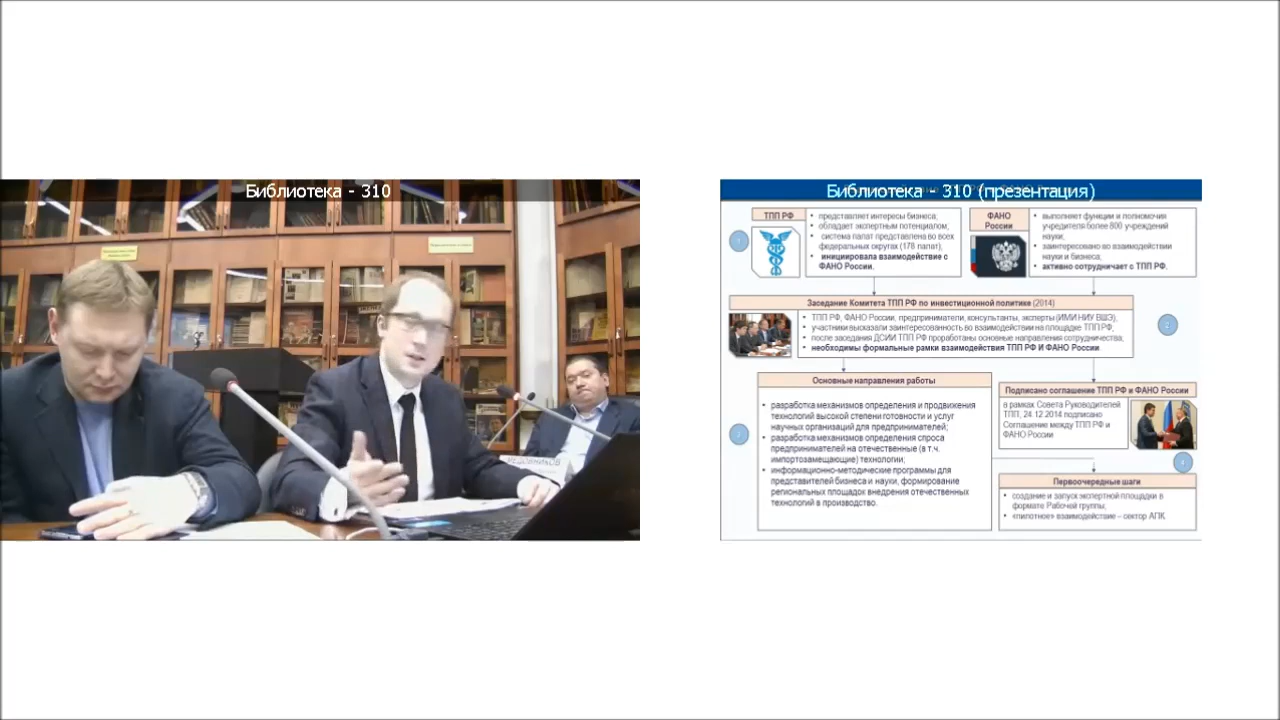 Библиотека - 310
МЕДОВНИКОВ
Библиотека - 310 (презентация)
ТПП РФ
• представляет интересы бизнеса;
• обладает экспертным потенциалом;
• система палат представлена во всех
федеральных округах (178 палат),
• инициировала взаимодействие с
ФАНО России.
ФАНО
России
• выполняет функции и полномочия
учредителя более 800 учреждений
науки;
• заинтересовано во взаимодействии
науки и бизнеса;
• активно сотрудничает с ТПП РФ.
1
Заседание Комитета ТПП РФ по инвестиционной политике (2014)
• ТПП РФ, ФАНО России, предприниматели, консультанты, эксперты (ИМИ НИУ ВШЭ),
• участники высказали заинтересованность во взаимодействии на площадке ТПП РФ;
• после заседания ДСИИ ТПП РФ проработаны основные направления сотрудничества;
• необходимы формальные рамки взаимодействия ТПП РФ И ФАНО России.
2
Основные направления работы
• разработка механизмов определения и продвижения
технологий высокой степени готовности и услуг
научных организаций для предпринимателей;
• разработка механизмов определения спроса
предпринимателей на отечественные (в т.ч.
импортозамещающие) технологии;
• информационно-методические программы для
представителей бизнеса и науки, формирование
региональных площадок внедрения отечественных
технологий в производство.
3
Подписано соглашение ТПП РФ и ФАНО России
в рамках Совета Руководителей
ТПП, 24.12.2014 подписано
Соглашение между ТПП РФ и
ФАНО России
4
Первоочередные шаги
• создание и запуск экспертной площадки в
формате Рабочей группы,
• «пилотное» взаимодействие – сектор АПК